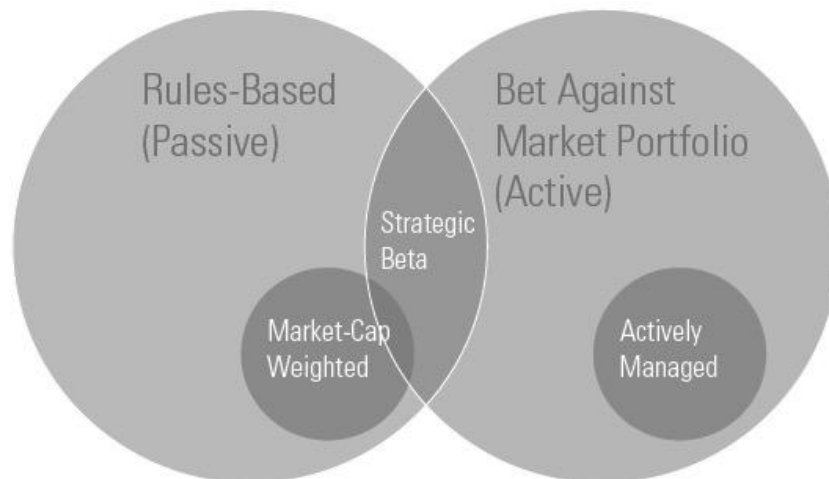 Rules-Based
(Passive)
Bet Against
Market Portfolio
(Active)
Strategic
Beta
Market-Cap
Weighted
Actively
Managed